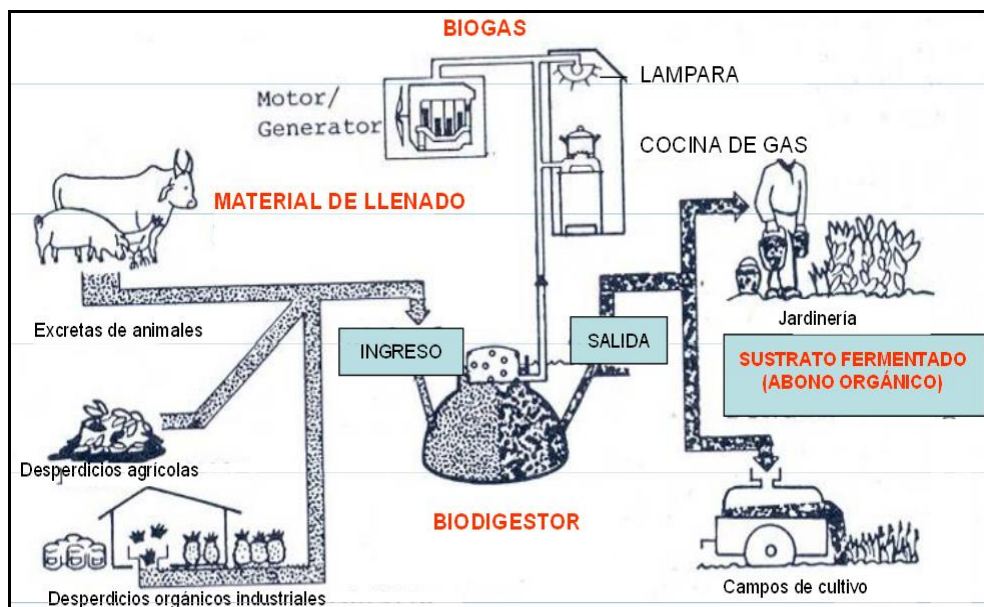 BIOGAS
LAMPARA
Motor/
Generator
COCINA DE GAS
MATERIAL DE LLENADO
Excretas de animales
INGRESO
SALIDA
Jardinería
SUSTRATO FERMENTADO
(ABONO ORGÁNICO)
Desperdicios agrícolas
BIODIGESTOR
Desperdicios orgánicos industriales
Campos de cultivo